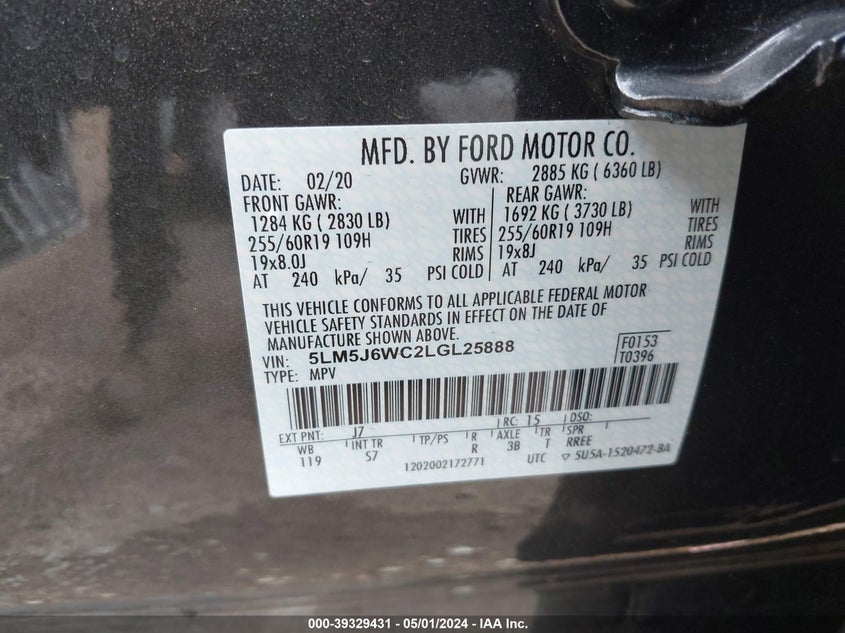 MFD. BY FORD MOTOR CO.
DATE: 02/20 GVWR: 2885 KG ( 6360 LB)
FRONT GAWR: REAR GAWR:
1284 KG ( 2830 LB) WITH 1692 KG ( 3730 LB) WITH
255/60R19 109H TIRES 255/60R19 109H TIRES
19x8.0J RIMS 19x8J RIMS
AT 240 kPa/ 35 PSI COLD AT 240 kPa/ 35 PSI COLD
THIS VEHICLE CONFORMS TO ALL APPLICABLE FEDERAL MOTOR
VEHICLE SAFETY STANDARDS IN EFFECT ON THE DATE OF
MANUFACTURE SHOWN ABOVE.
VIN: 5LM5J6WC2LGL25888 F0153
TYPE: MPV T0396
RC: 15 DSO:
EXT PNT: J7
WB INT TR TP/PS R AXLE TR SPR
119 S7 R 3B T RREE
1202002172771 UTC ▽ 5U5A-1520472-BA
000-39329431 - 05/01/2024 - IAA Inc.